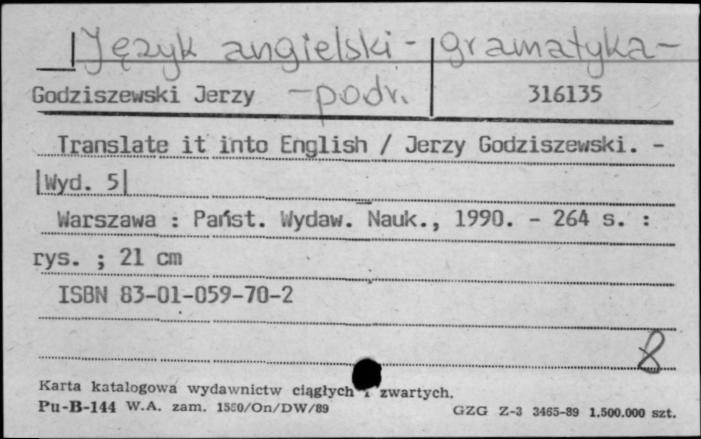 Język angielski - gramatyka -
Godziszewski Jerzy - podr. 316135
Translate it into English / Jerzy Godziszewski. -
|Wyd. 5|
Warszawa : Państ. Wydaw. Nauk., 1990. - 264 s. :
rys. ; 21 cm
ISBN 83-01-059-70-2
8
Karta katalogowa wydawnictw ciągłych i zwartych.
Pu-B-144 W.A. zam. 1550/On/DW/89 GZG Z-3 3465-89 1.500.000 szt.